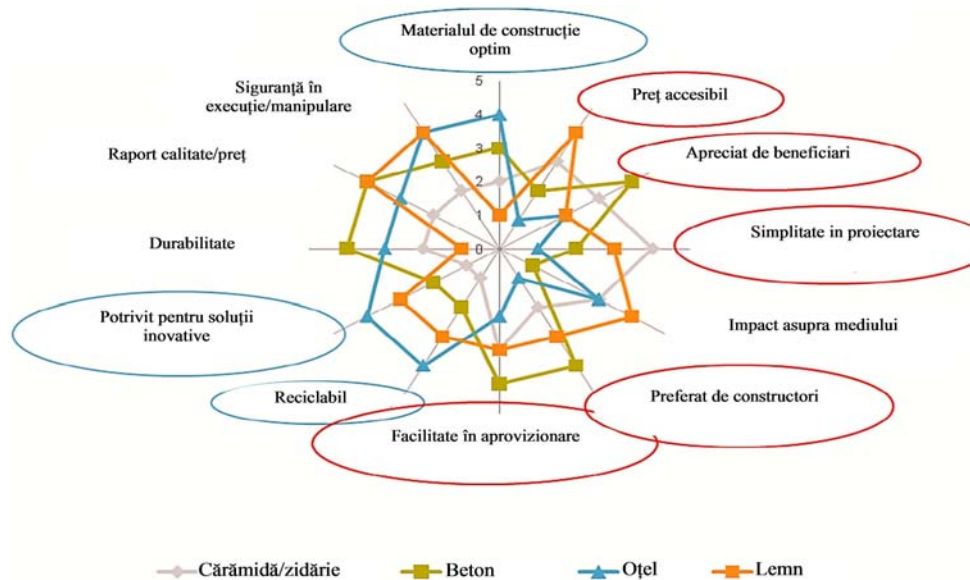 Materialul de construcție
optim
Siguranță în
execuție/manipulare
Preț accesibil
Raport calitate/preț
Apreciat de beneficiari
Durabilitate
Simplitate in proiectare
Potrivit pentru soluții
inovative
Impact asupra mediului
Reciclabil
Preferat de constructori
Facilitate în aprovizionare
5
4
3
2
1
0
Cărămidă/zidărie
Beton
Oțel
Lemn